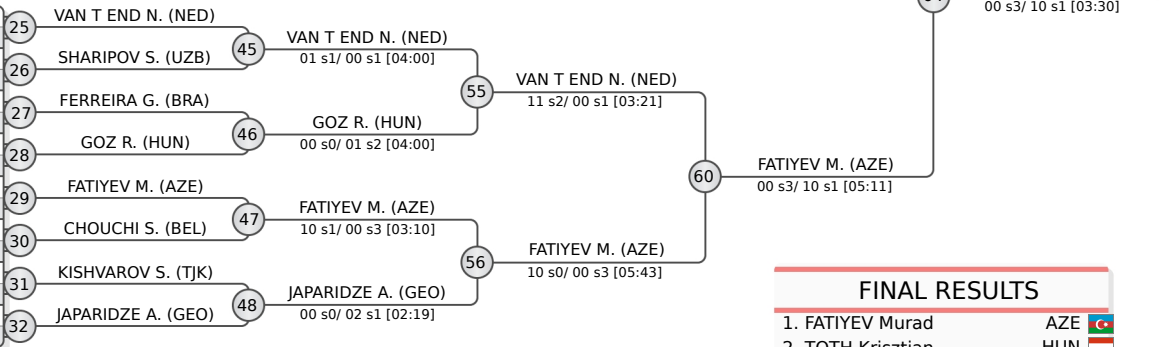 00 s3/ 10 s1 [03:30]
25
VAN T END N. (NED)
26
SHARIPOV S. (UZB)
45
VAN T END N. (NED)
01 s1/ 00 s1 [04:00]
27
FERREIRA G. (BRA)
28
GOZ R. (HUN)
46
GOZ R. (HUN)
00 s0/ 01 s2 [04:00]
55
VAN T END N. (NED)
11 s2/ 00 s1 [03:21]
29
FATIYEV M. (AZE)
30
CHOUCHI S. (BEL)
47
FATIYEV M. (AZE)
10 s1/ 00 s3 [03:10]
31
KISHVAROV S. (TJK)
32
JAPARIDZE A. (GEO)
48
JAPARIDZE A. (GEO)
00 s0/ 02 s1 [02:19]
56
FATIYEV M. (AZE)
10 s0/ 00 s3 [05:43]
60
FATIYEV M. (AZE)
00 s3/ 10 s1 [05:11]
FINAL RESULTS
1. FATIYEV Murad AZE
2. TOTH Krisztian HUN